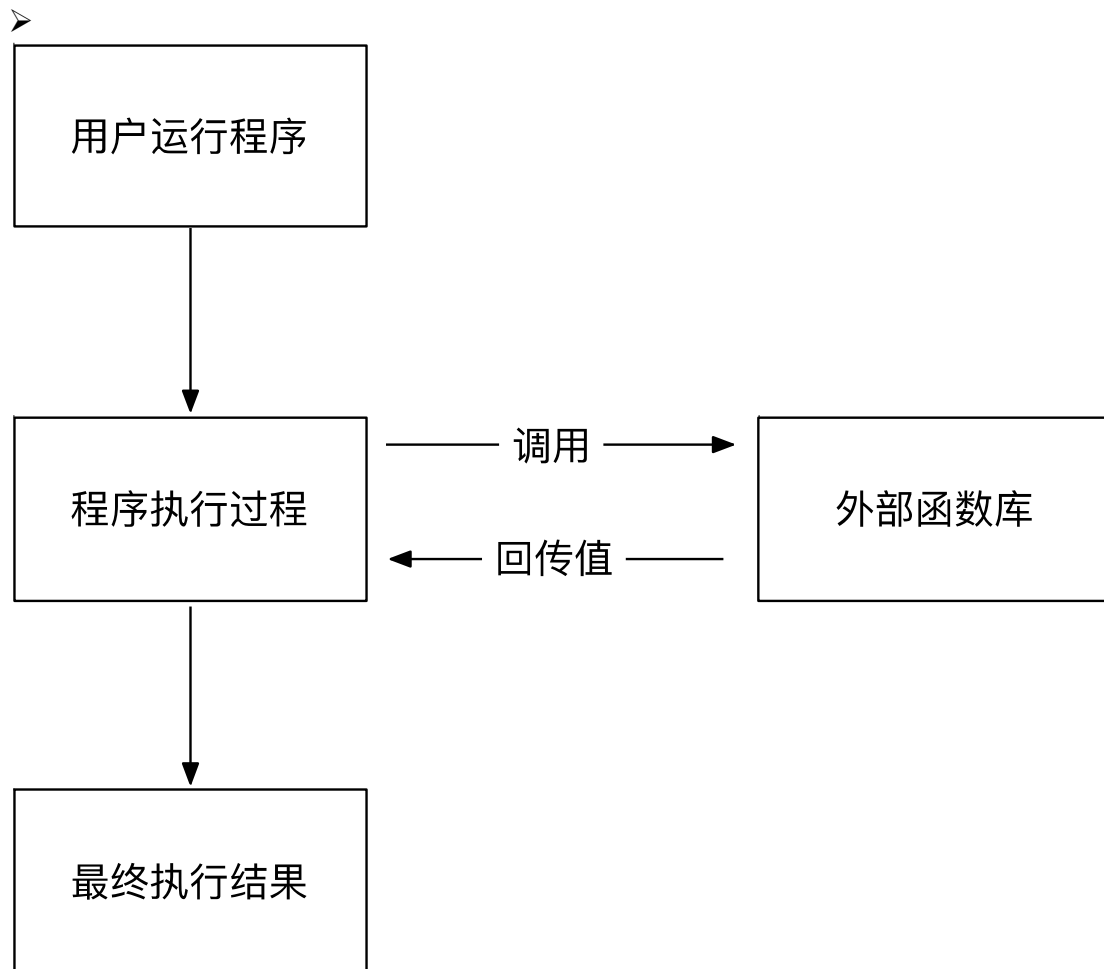 用户运行程序
调用
程序执行过程
外部函数库
回传值
最终执行结果